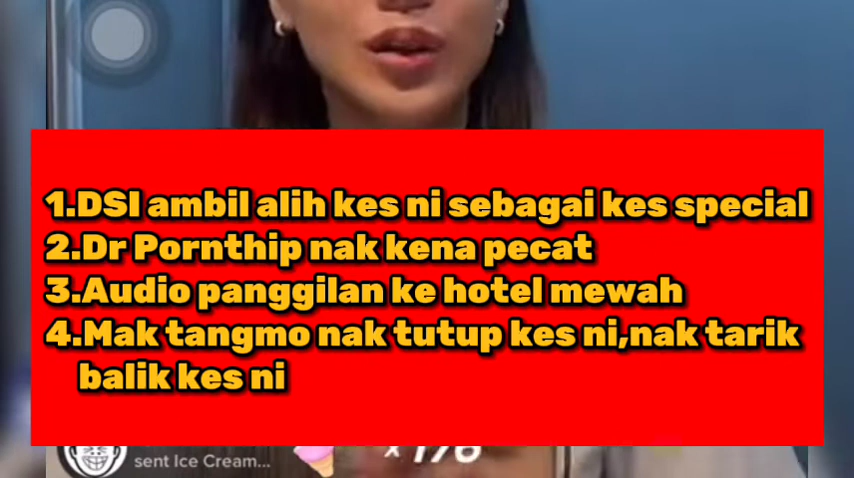 1.DSI ambil alih kes ni sebagai kes special
2.Dr Pornthip nak kena pecat
3.Audio panggilan ke hotel mewah
4.Mak tangmo nak tutup kes ni,nak tarik
balik kes ni
sent Ice Cream...
x 176